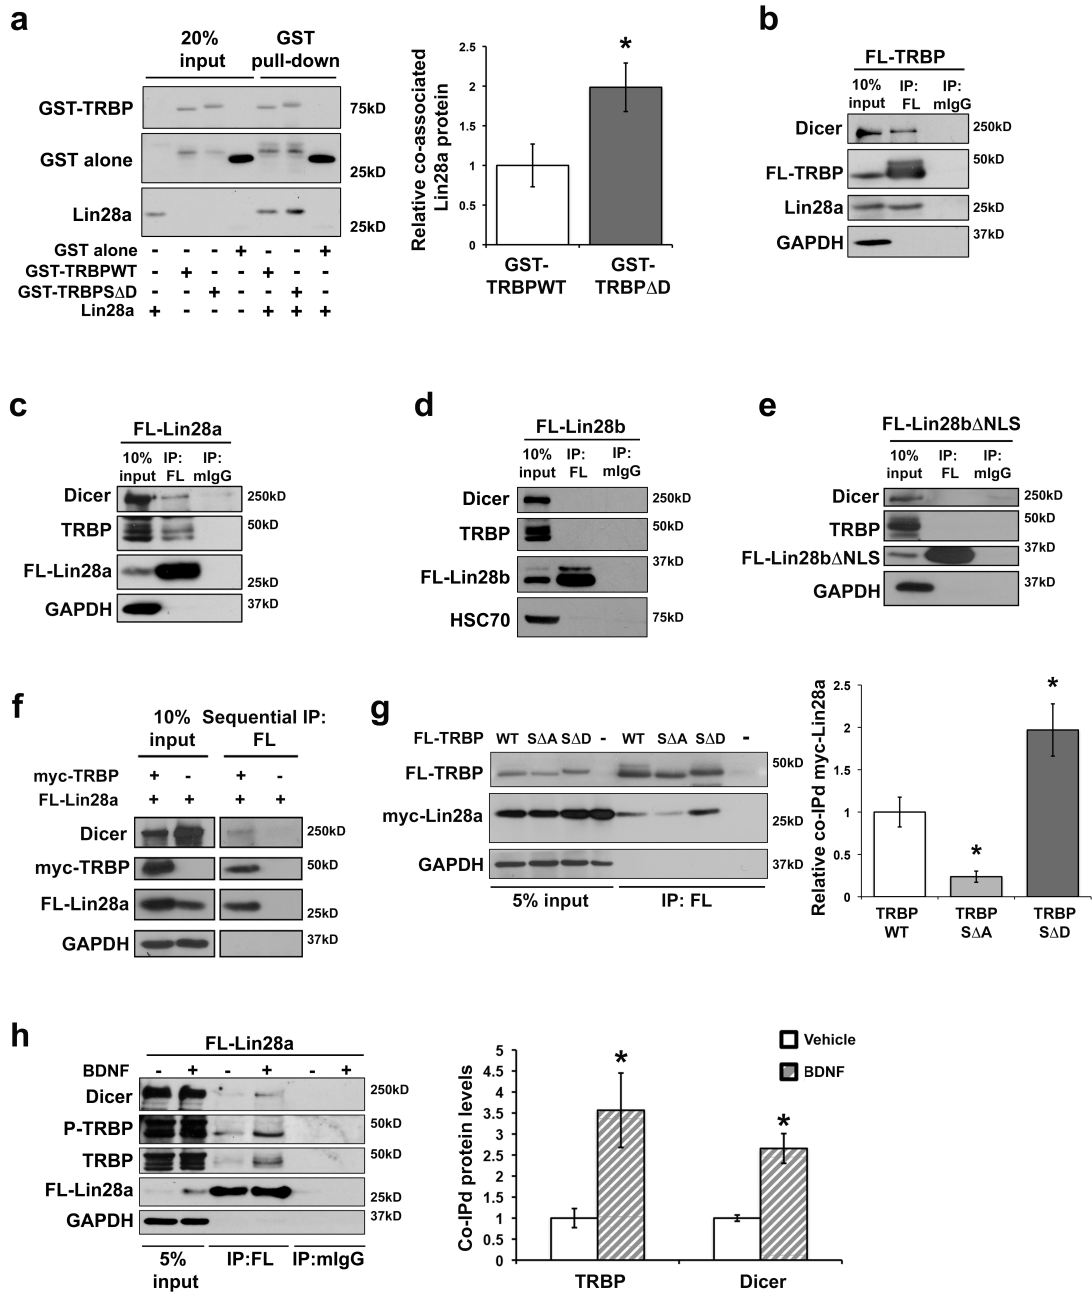 a
20%
input
GST
pull-down
GST-TRBP
75kD
GST alone
25kD
Lin28a
25kD
GST alone - - - + - - +
GST-TRBPWT - + - - + - -
GST-TRBPSΔD - - + - - + -
Lin28a + - - - + + +
Relative co-associated
Lin28a protein
2.5
2
1.5
1
0.5
0
*
GST-
TRBPWT
GST-
TRBPΔD
b
FL-TRBP
10%
input
IP:
FL
IP:
mIgG
Dicer
250kD
FL-TRBP
50kD
Lin28a
25kD
GAPDH
37kD
c
FL-Lin28a
10%
input
IP:
FL
IP:
mIgG
Dicer
250kD
TRBP
50kD
FL-Lin28a
25kD
GAPDH
37kD
d
FL-Lin28b
10%
input
IP:
FL
IP:
mIgG
Dicer
250kD
TRBP
50kD
FL-Lin28b
37kD
HSC70
75kD
e
FL-Lin28bΔNLS
10%
input
IP:
FL
IP:
mIgG
Dicer
250kD
TRBP
50kD
FL-Lin28bΔNLS
37kD
GAPDH
37kD
f
10%
input
Sequential IP:
FL
myc-TRBP + - + -
FL-Lin28a + + + +
Dicer
250kD
myc-TRBP
50kD
FL-Lin28a
25kD
GAPDH
37kD
g
FL-TRBP WT SΔA SΔD - WT SΔA SΔD -
FL-TRBP
50kD
myc-Lin28a
25kD
GAPDH
37kD
5% input
IP: FL
Relative co-IPd myc-Lin28a
2.5
2
1.5
1
0.5
0
*
*
TRBP
WT
TRBP
SΔA
TRBP
SΔD
h
FL-Lin28a
BDNF - + - + - +
Dicer
250kD
P-TRBP
50kD
TRBP
50kD
FL-Lin28a
25kD
GAPDH
37kD
5%
input
IP:FL
IP:mIgG
Co-IPd protein levels
5
4.5
4
3.5
3
2.5
2
1.5
1
0.5
0
*
*
TRBP
Dicer
Vehicle
BDNF